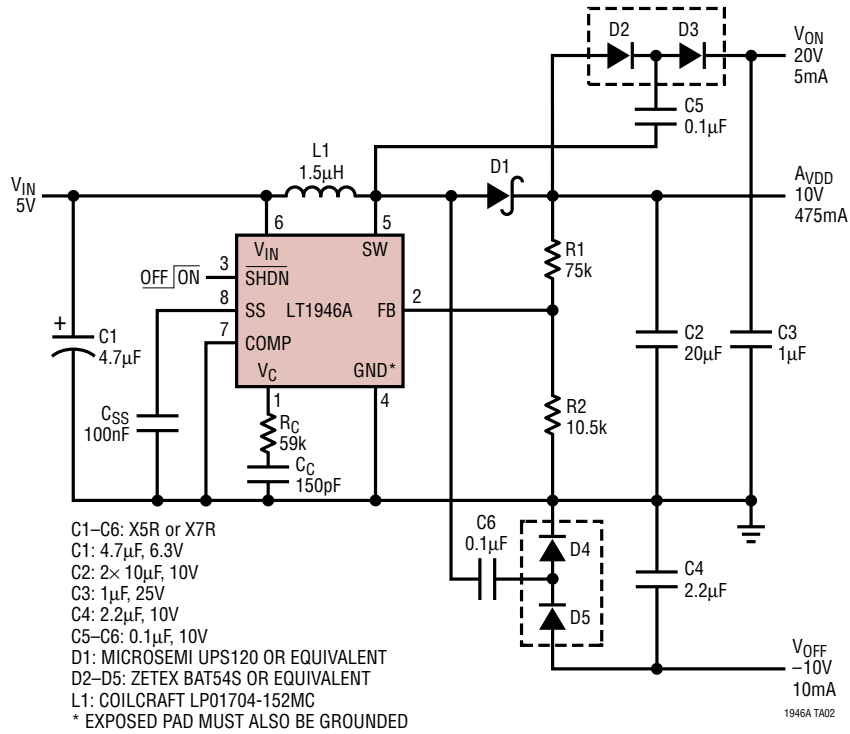 D2
D3
V_ON
20V
5mA
C5
0.1µF
L1
1.5µH
D1
V_IN
5V
A_VDD
10V
475mA
6
5
V_IN
SW
R1
75k
OFF ON
3
SHDN
8
SS
LT1946A
FB
2
7
COMP
+
C1
4.7µF
C2
20µF
C3
1µF
V_C
GND*
C_SS
100nF
1
4
R_C
59k
R2
10.5k
C_C
150pF
C1–C6: X5R or X7R
C1: 4.7µF, 6.3V
C2: 2× 10µF, 10V
C3: 1µF, 25V
C4: 2.2µF, 10V
C5–C6: 0.1µF, 10V
D1: MICROSEMI UPS120 OR EQUIVALENT
D2–D5: ZETEX BAT54S OR EQUIVALENT
L1: COILCRAFT LP01704-152MC
* EXPOSED PAD MUST ALSO BE GROUNDED
C6
0.1µF
D4
D5
C4
2.2µF
V_OFF
–10V
10mA
1946A TA02